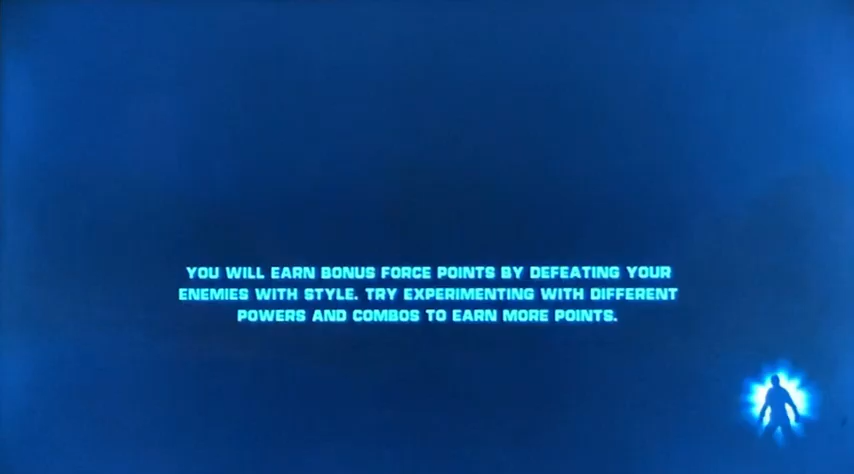 YOU WILL EARN BONUS FORCE POINTS BY DEFEATING YOUR
ENEMIES WITH STYLE. TRY EXPERIMENTING WITH DIFFERENT
POWERS AND COMBOS TO EARN MORE POINTS.